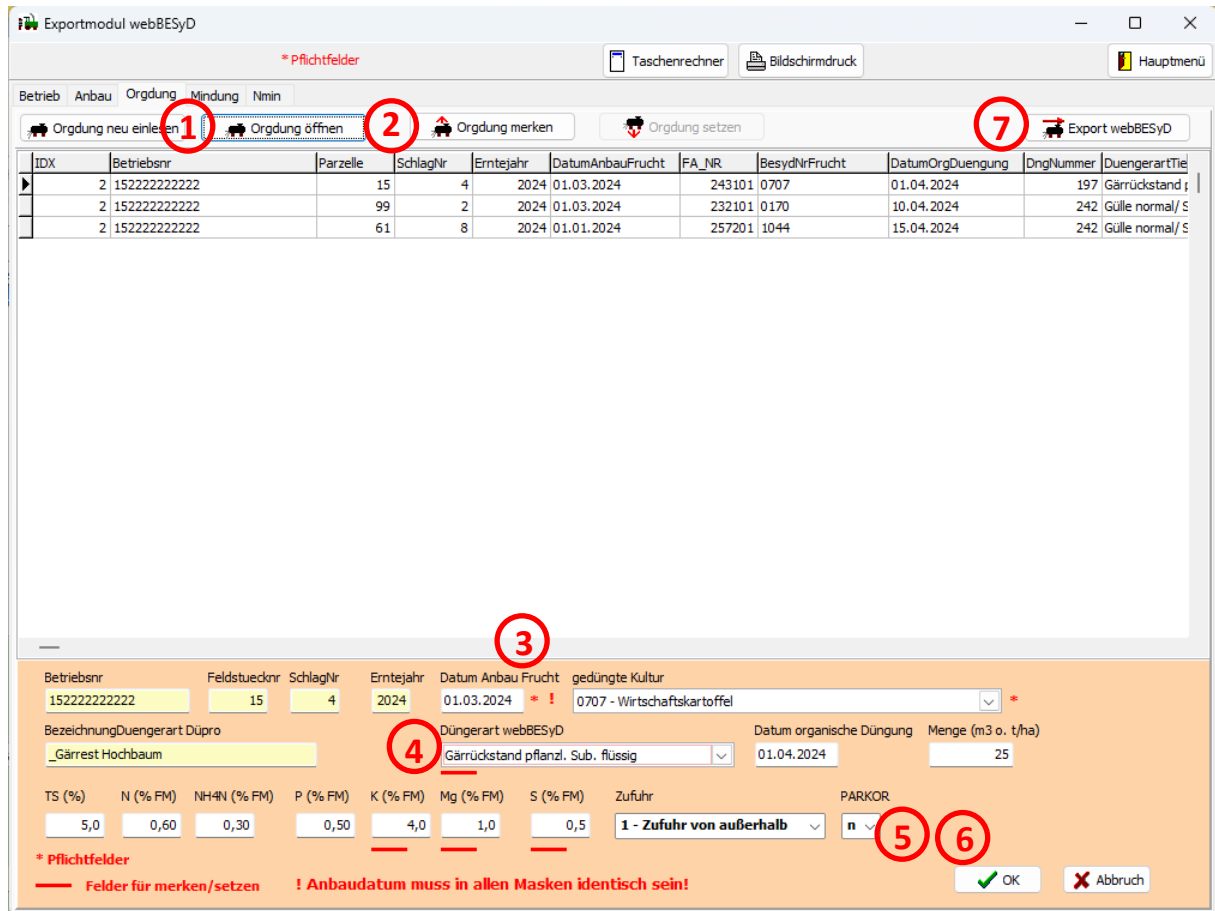 Exportmodul webBESyD
* Pflichtfelder Taschenrechner Bildschirmdruck Hauptmenü
Betrieb Anbau Orgdung Mindung Nmin
Orgdung neu einlesen 1 Orgdung öffnen 2 Orgdung merken Orgdung setzen 7 Export webBESyD
IDX Betriebsnr Parzelle SchlagNr Erntejahr DatumAnbauFrucht FA_NR BesydNrFrucht DatumOrgDuengung DngNummer DuengerartTie
2 152222222222 15 4 2024 01.03.2024 243101 0707 01.04.2024 197 Gärrückstand p
2 152222222222 99 2 2024 01.03.2024 232101 0170 10.04.2024 242 Gülle normal/ S
2 152222222222 61 8 2024 01.01.2024 257201 1044 15.04.2024 242 Gülle normal/ S
3
Betriebsnr Feldstuecknr SchlagNr Erntejahr Datum Anbau Frucht gedüngte Kultur
152222222222 15 4 2024 01.03.2024 * ! 0707 - Wirtschaftskartoffel *
BezeichnungDuengerart Düpro Düngerart webBESyD Datum organische Düngung Menge (m3 o. t/ha)
_Gärrest Hochbaum 4 Gärrückstand pflanzl. Sub. flüssig 01.04.2024 25
TS (%) N (% FM) NH4N (% FM) P (% FM) K (% FM) Mg (% FM) S (% FM) Zufuhr PARKOR
5,0 0,60 0,30 0,50 4,0 1,0 0,5 1 - Zufuhr von außerhalb n 5 6
* Pflichtfelder
Felder für merken/setzen ! Anbaudatum muss in allen Masken identisch sein! OK Abbruch